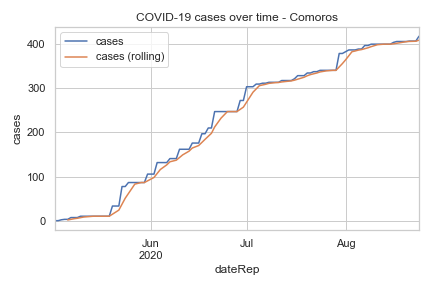 COVID-19 cases over time - Comoros
cases
cases (rolling)
400
300
200
100
0
cases
Jun
2020
Jul
Aug
dateRep